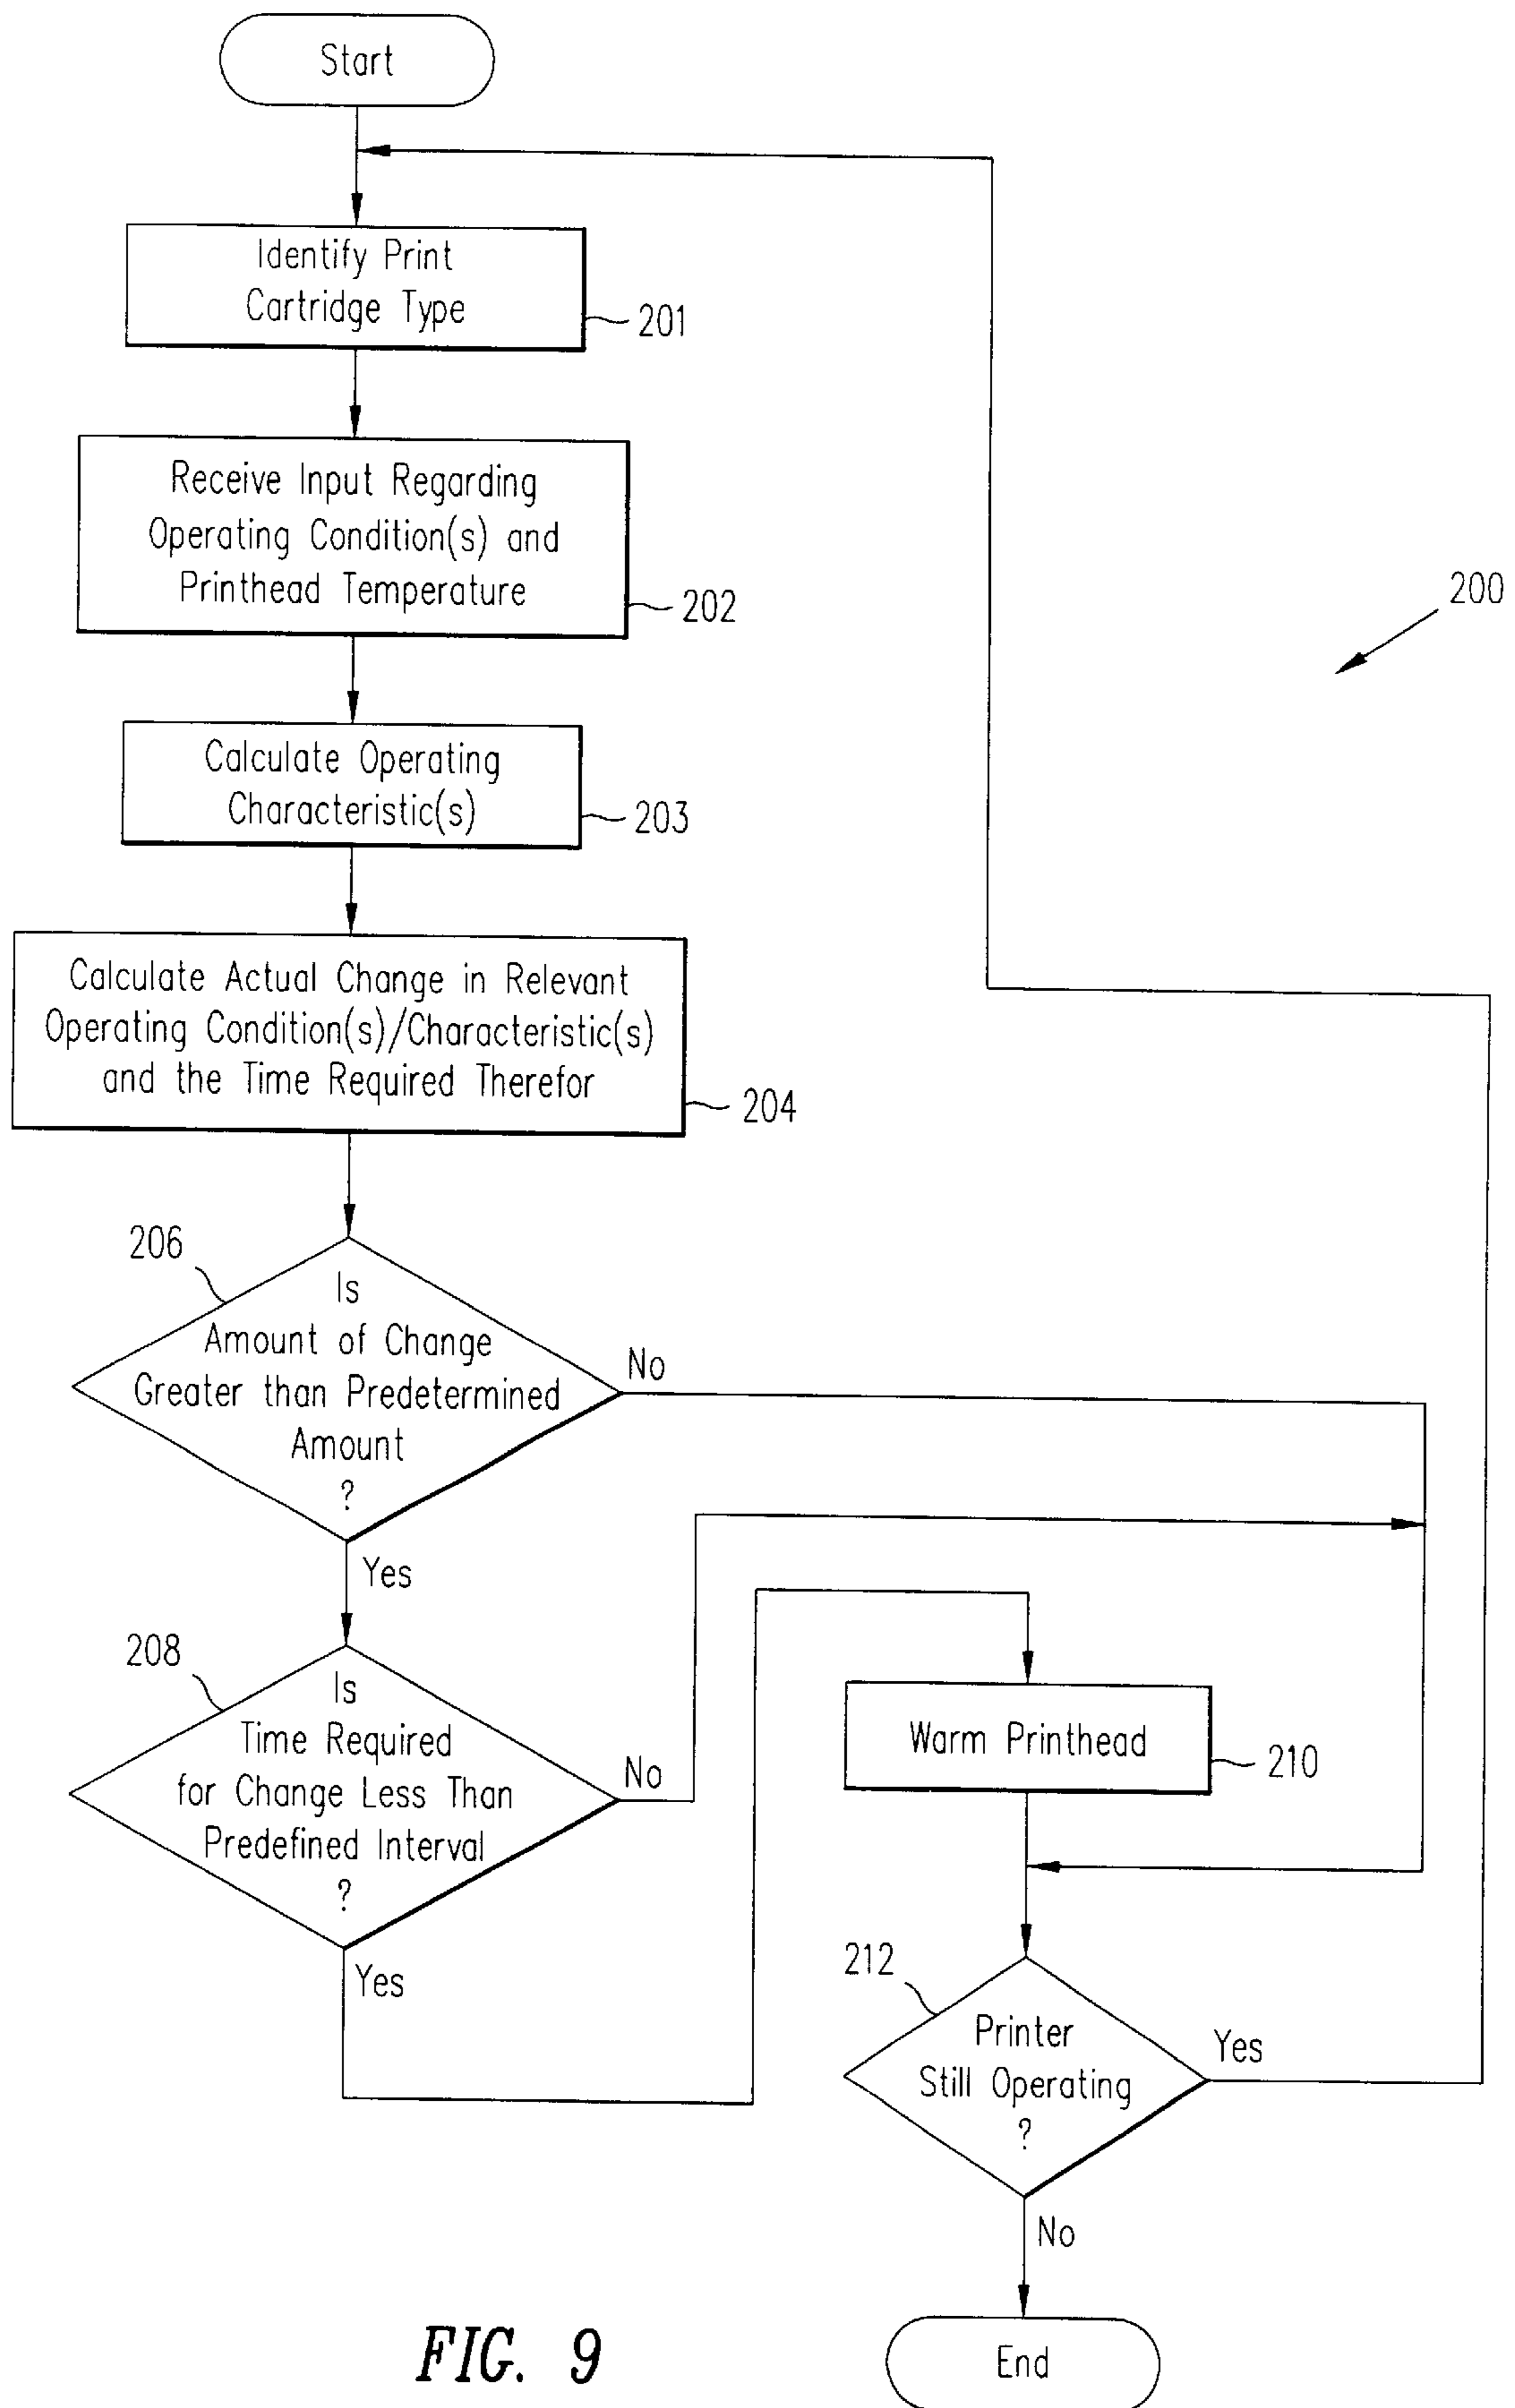 Start
Identify Print
Cartridge Type
201
Receive Input Regarding
Operating Condition(s) and
Printhead Temperature
202
200
Calculate Operating
Characteristic(s)
203
Calculate Actual Change in Relevant
Operating Condition(s)/Characteristic(s)
and the Time Required Therefor
204
206
Is
Amount of Change
Greater than Predetermined
Amount
?
No
Yes
208
Is
Time Required
for Change Less Than
Predefined Interval
?
No
Yes
Warm Printhead
210
212
Printer
Still Operating
?
Yes
No
End
FIG. 9